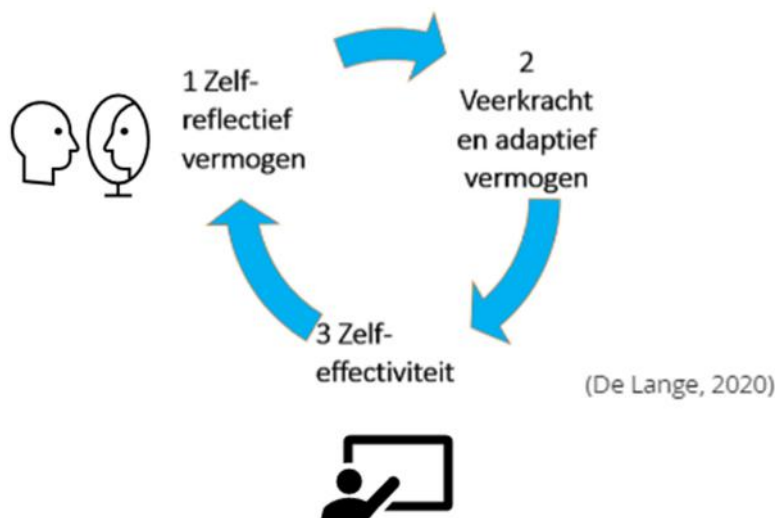 1 Zelf-
reflectief
vermogen
2
Veerkracht
en adaptief
vermogen
3 Zelf-
effectiviteit
(De Lange, 2020)